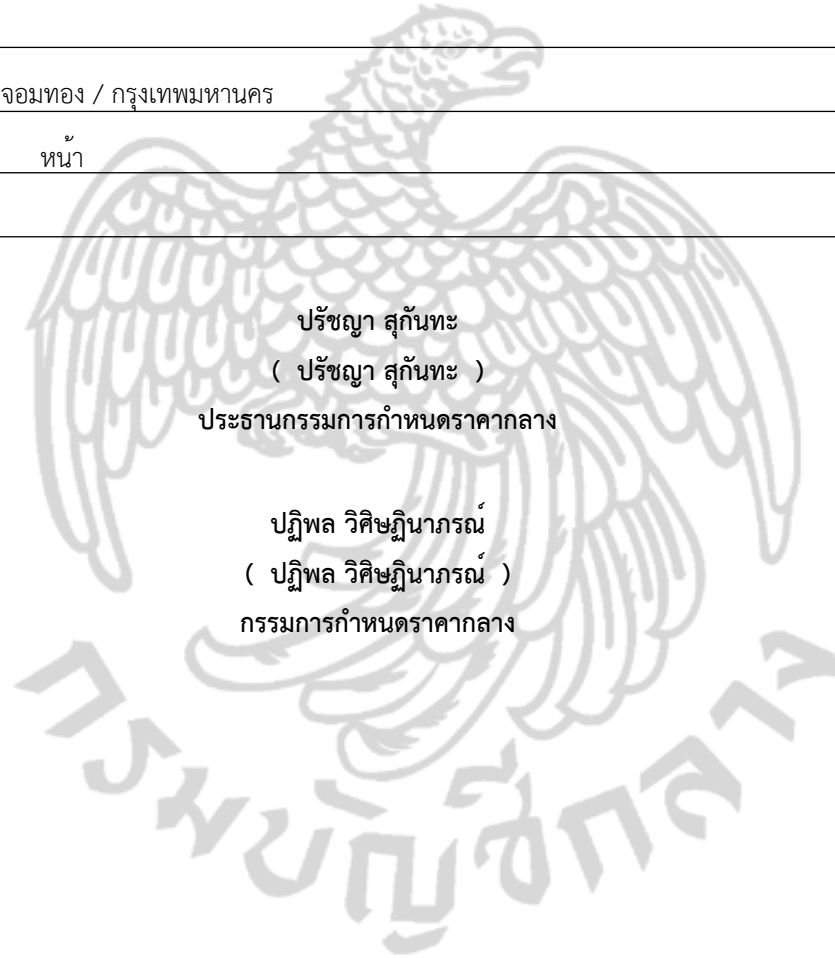 จอมทอง / กรุงเทพมหานคร
หน้า
ปรัชญา สุกันทะ
( ปรัชญา สุกันทะ )
ประธานกรรมการกำหนดราคากลาง
ปฏิพล วิศิษฏินาภรณ์
( ปฏิพล วิศิษฏินาภรณ์ )
กรรมการกำหนดราคากลาง
กรมบัญชีกลาง